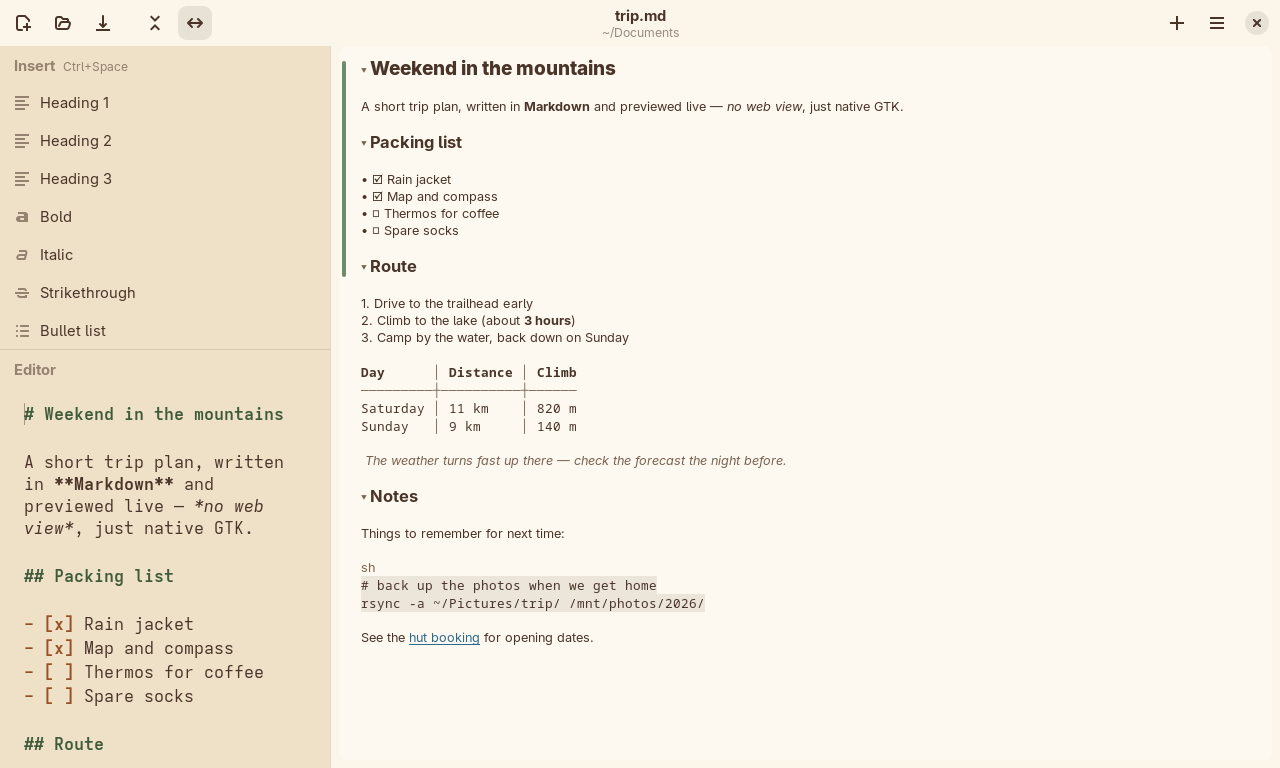 trip.md
~/Documents
Insert Ctrl+Space
Heading 1
Heading 2
Heading 3
Bold
Italic
Strikethrough
Bullet list
Editor
# Weekend in the mountains
A short trip plan, written
in **Markdown** and
previewed live — *no web
view*, just native GTK.
## Packing list
- [x] Rain jacket
- [x] Map and compass
- [ ] Thermos for coffee
- [ ] Spare socks
## Route
Weekend in the mountains
A short trip plan, written in Markdown and previewed live — no web view, just native GTK.
Packing list
• ☑ Rain jacket
• ☑ Map and compass
• ☐ Thermos for coffee
• ☐ Spare socks
Route
1. Drive to the trailhead early
2. Climb to the lake (about 3 hours)
3. Camp by the water, back down on Sunday
Day │ Distance │ Climb
Saturday │ 11 km │ 820 m
Sunday │ 9 km │ 140 m
The weather turns fast up there — check the forecast the night before.
Notes
Things to remember for next time:
sh
# back up the photos when we get home
rsync -a ~/Pictures/trip/ /mnt/photos/2026/
See the hut booking for opening dates.